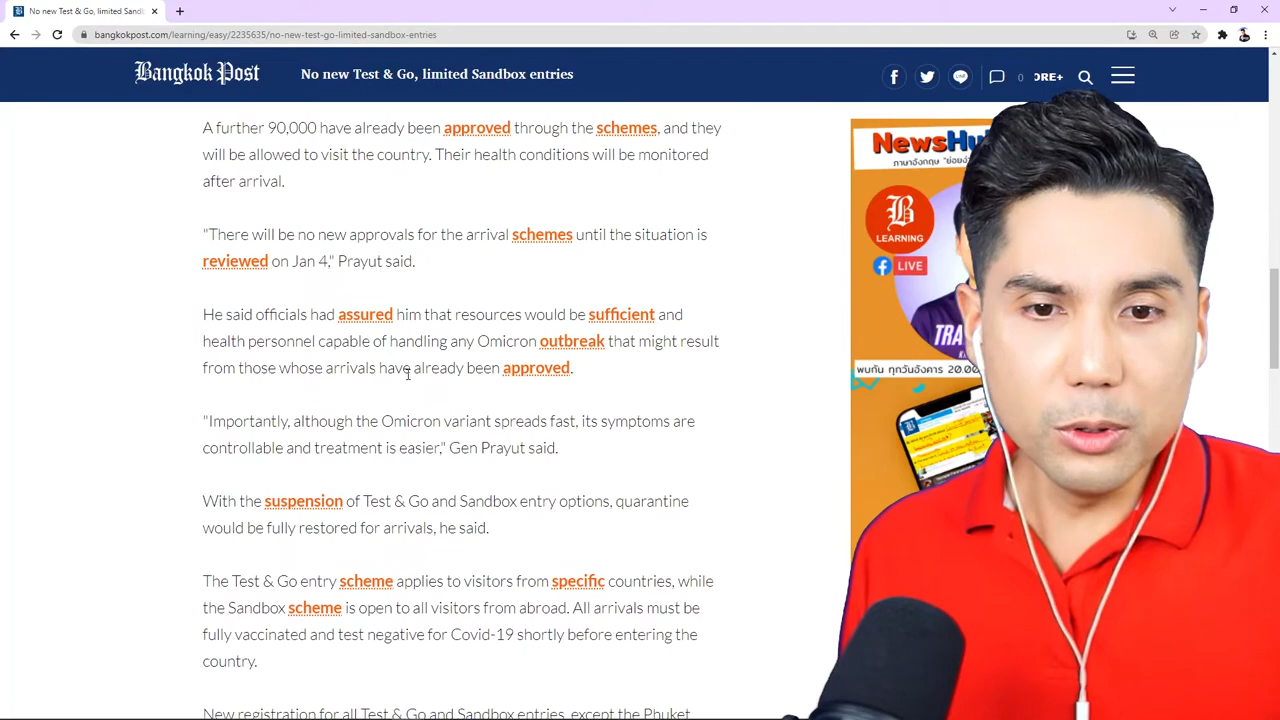 No new Test & Go, limited Sandb
bangkokpost.com/learning/easy/2235635/no-new-test-go-limited-sandbox-entries
Bangkok Post
No new Test & Go, limited Sandbox entries
0
ORE+
A further 90,000 have already been approved through the schemes, and they
will be allowed to visit the country. Their health conditions will be monitored
after arrival.
"There will be no new approvals for the arrival schemes until the situation is
reviewed on Jan 4," Prayut said.
He said officials had assured him that resources would be sufficient and
health personnel capable of handling any Omicron outbreak that might result
from those whose arrivals have already been approved.
"Importantly, although the Omicron variant spreads fast, its symptoms are
controllable and treatment is easier," Gen Prayut said.
With the suspension of Test & Go and Sandbox entry options, quarantine
would be fully restored for arrivals, he said.
The Test & Go entry scheme applies to visitors from specific countries, while
the Sandbox scheme is open to all visitors from abroad. All arrivals must be
fully vaccinated and test negative for Covid-19 shortly before entering the
country.
New registration for all Test & Go and Sandbox entries, except the Phuket
NewsHu
B
LEARNING
LIVE
TRA
พบกัน ทุกวันอังคาร 20.00